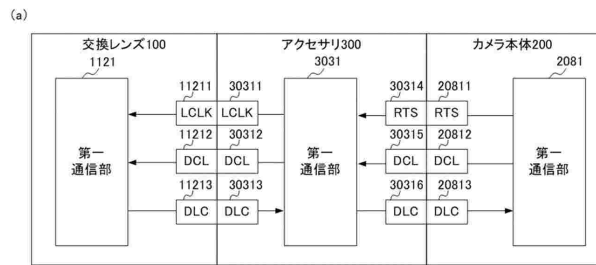 (a)
交換レンズ100
アクセサリ300
カメラ本体200
1121
11211
30311
3031
30314
20811
2081
LCLK
LCLK
RTS
RTS
11212
30312
30315
20812
第一
通信部
DCL
DCL
第一
通信部
DCL
DCL
第一
通信部
11213
30313
30316
20813
DLC
DLC
DLC
DLC